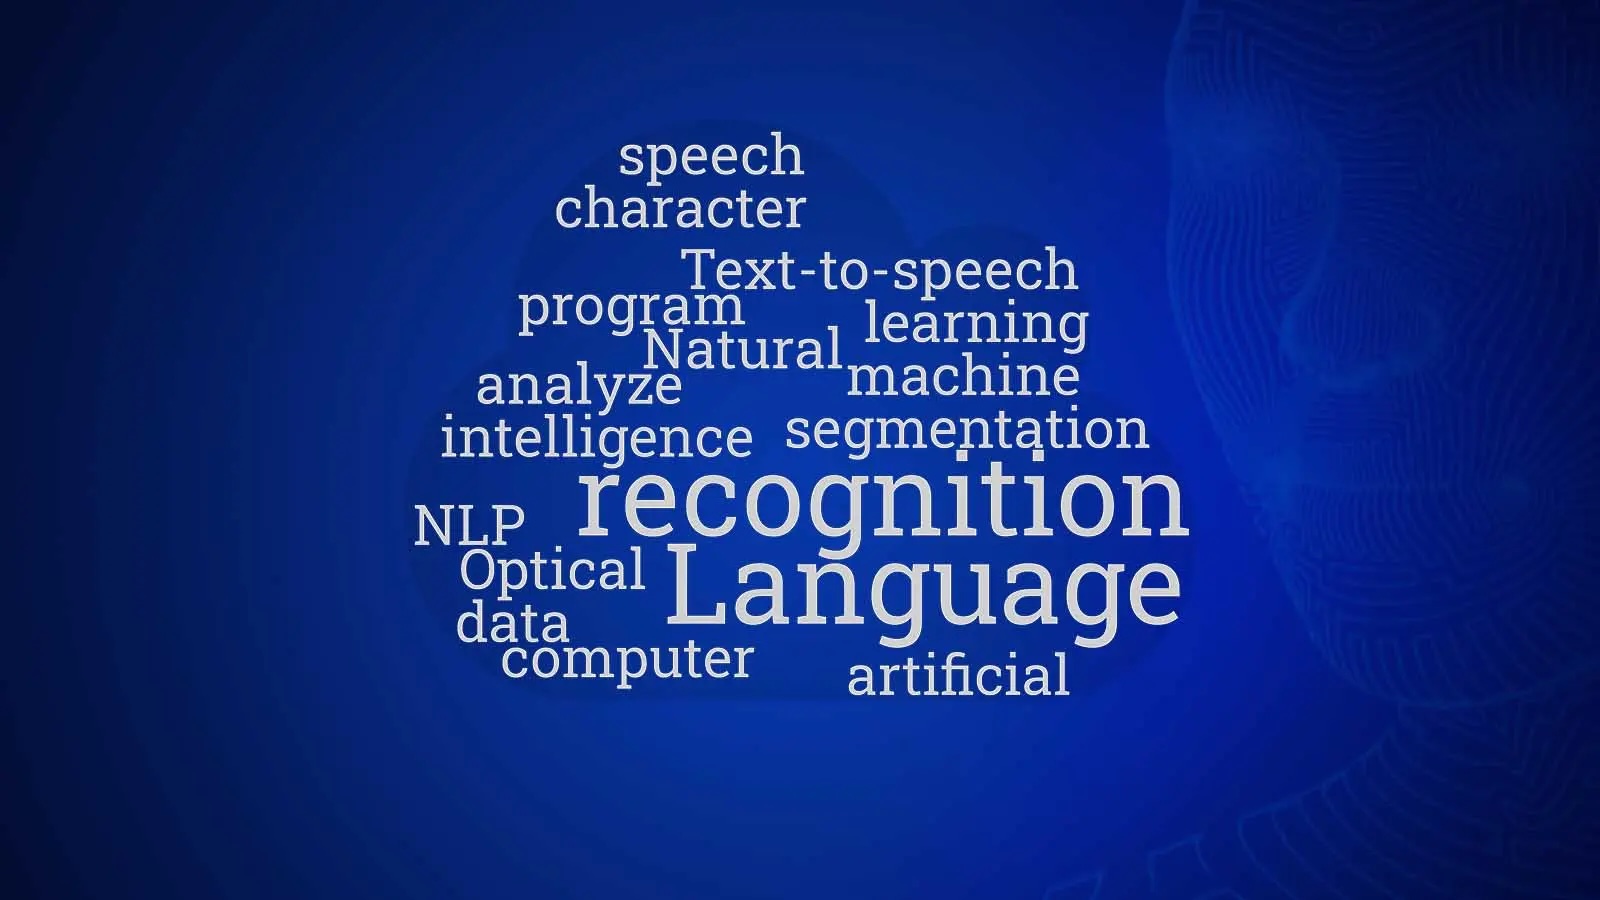 speech
character
Text-to-speech
program
learning
Natural
machine
analyze
segmentation
intelligence
recognition
NLP
Optical
Language
data
computer
artificial